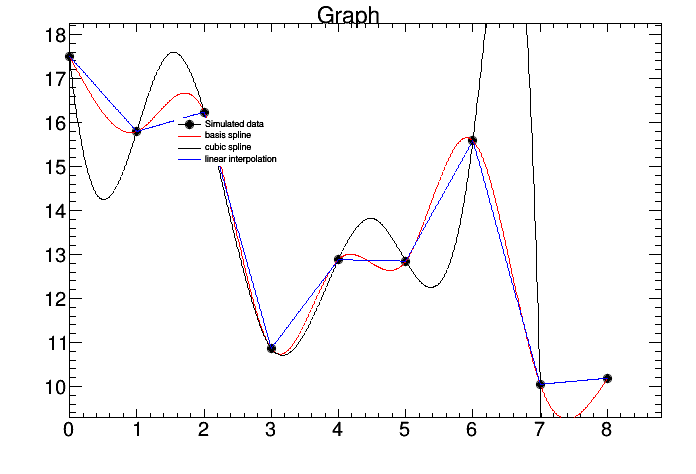 Graph
18
17
16
15
14
13
12
11
10
Simulated data
basis spline
cubic spline
linear interpolation
0 1 2 3 4 5 6 7 8